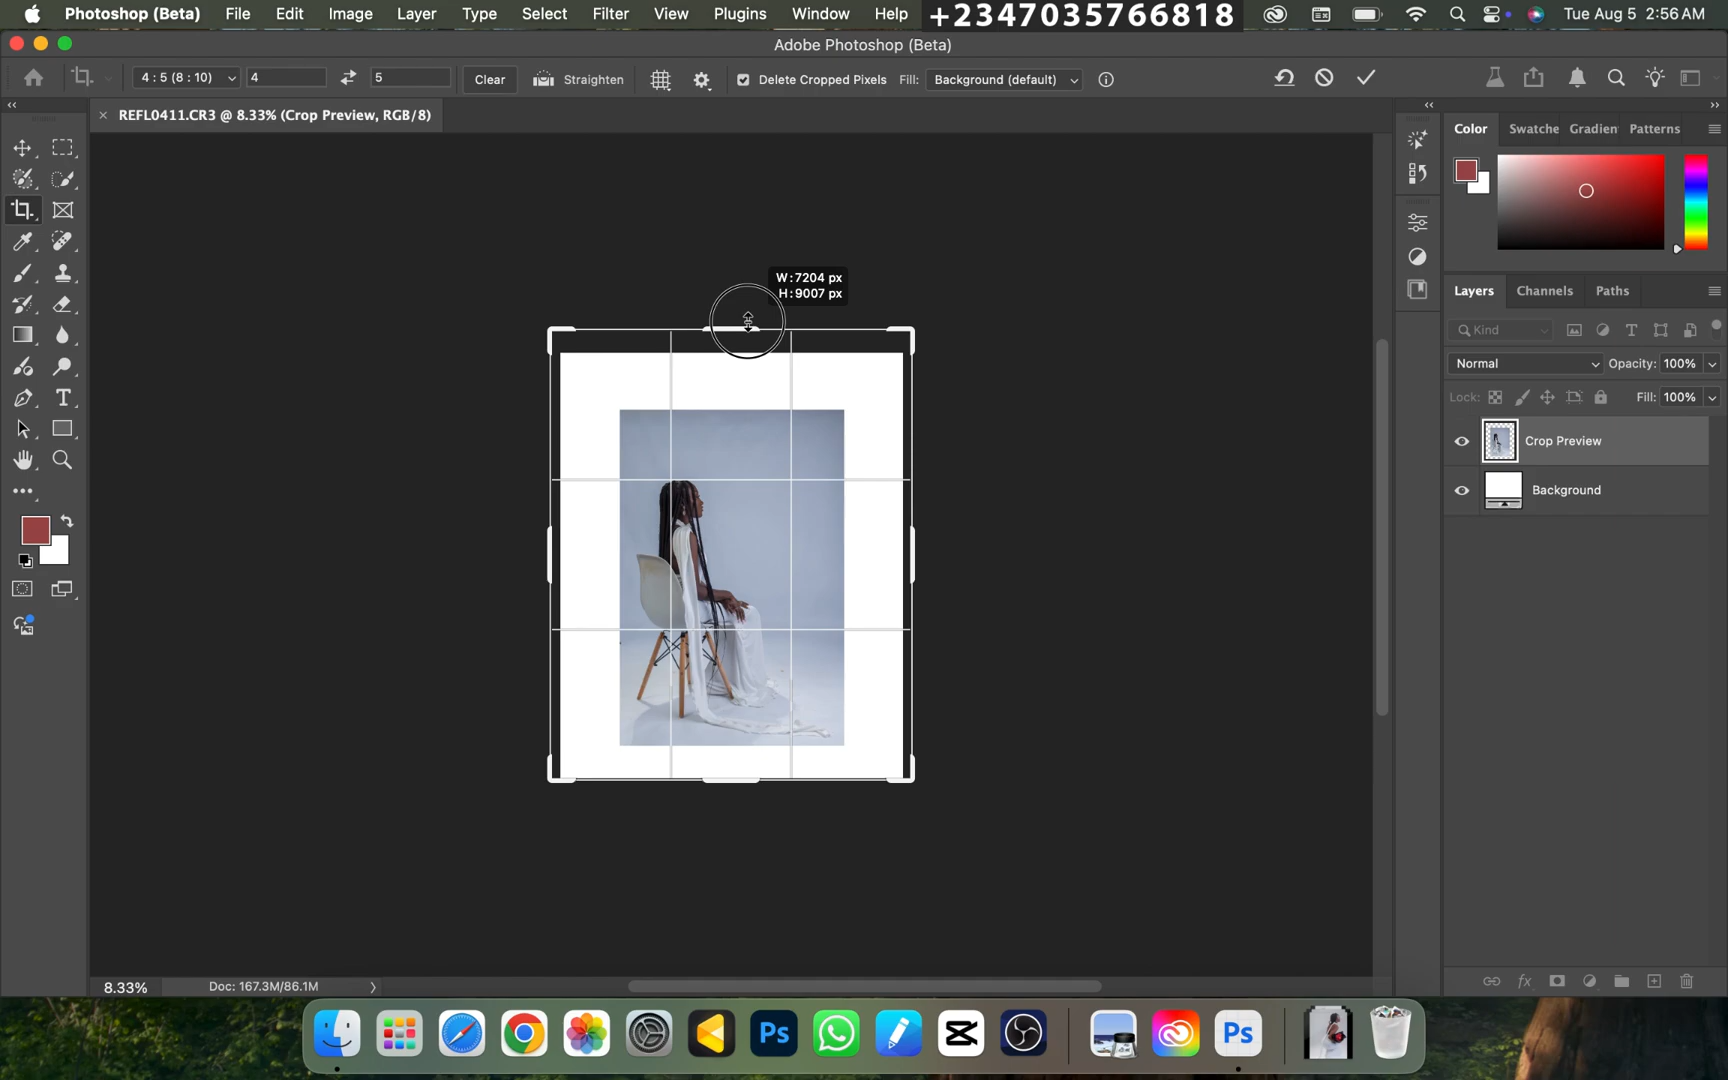 Photoshop (Beta) File Edit Image Layer Type Select Filter View Plugins Window Help +2347035766818 Tue Aug 5 2:56 AM
Adobe Photoshop (Beta)
4 : 5 (8 : 10) 4 5 Clear Straighten Delete Cropped Pixels Fill: Background (default)
REFL0411.CR3 @ 8.33% (Crop Preview, RGB/8)
Color Swatche Gradien Patterns
W : 7204 px
H : 9007 px
Layers Channels Paths
Kind
Normal Opacity: 100%
Lock: Fill: 100%
Crop Preview
Background
8.33% Doc: 167.3M/86.1M
Ps Ps